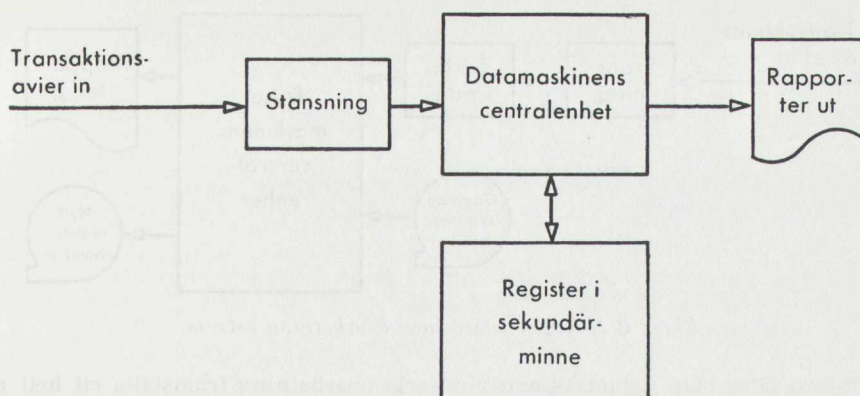 Transaktions-
avier in
Stansning
Datamaskinens
centralenhet
Rappor-
ter ut
Register i
sekundär-
minne